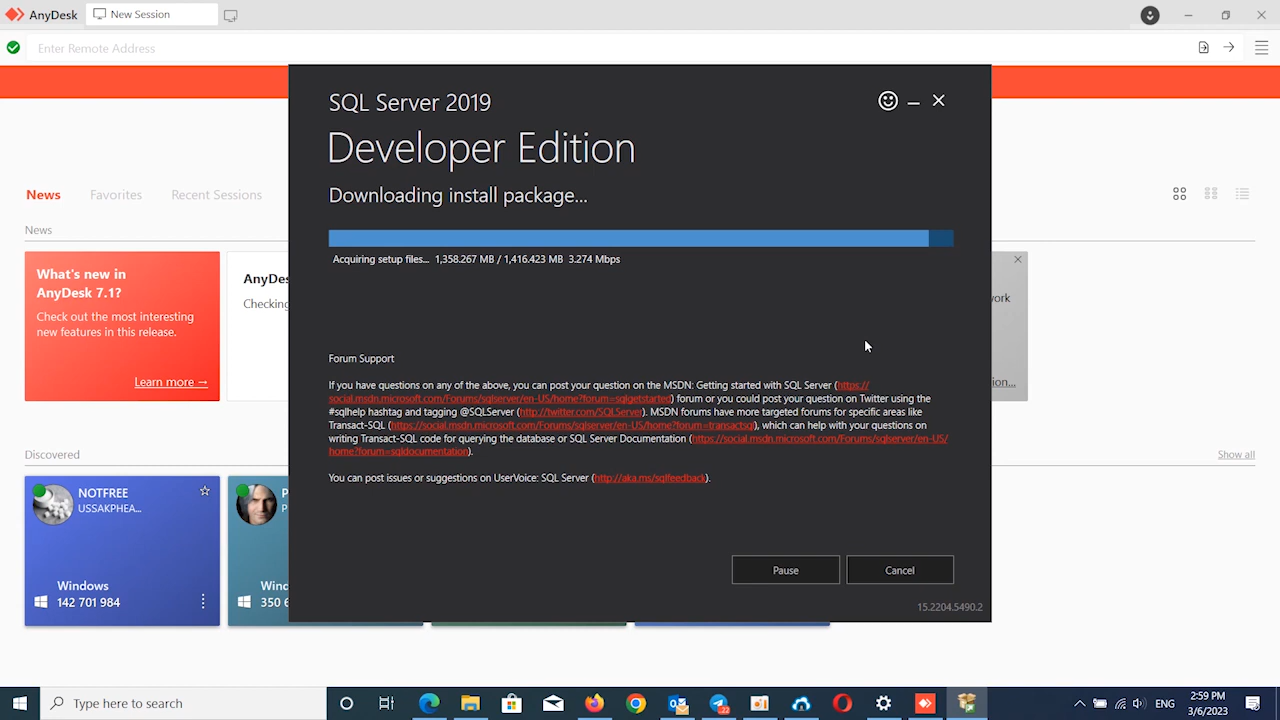 AnyDesk
New Session
Enter Remote Address
SQL Server 2019
Developer Edition
Downloading install package...
Acquiring setup files... 1,358.267 MB / 1,416.423 MB 3.274 Mbps
Forum Support
If you have questions on any of the above, you can post your question on the MSDN: Getting started with SQL Server (https://
social.msdn.microsoft.com/Forums/sqlserver/en-US/home?forum=sqlgetstarted) forum or you could post your question on Twitter using the
#sqlhelp hashtag and tagging @SQLServer (http://twitter.com/SQLServer). MSDN forums have more targeted forums for specific areas like
Transact-SQL (https://social.msdn.microsoft.com/Forums/sqlserver/en-US/home?forum=transactsql), which can help with your questions on
writing Transact-SQL code for querying the database or SQL Server Documentation (https://social.msdn.microsoft.com/Forums/sqlserver/en-US/
home?forum=sqldocumentation).
You can post issues or suggestions on UserVoice: SQL Server (http://aka.ms/sqlfeedback).
Pause
Cancel
15.2204.5490.2
News
Favorites
Recent Sessions
News
What's new in
AnyDesk 7.1?
Check out the most interesting
new features in this release.
Learn more →
AnyDes
Checking
ork
ion...
Discovered
Show all
NOTFREE
USSAKPHEA...
Windows
142 701 984
P
P
Wind
350 6
Type here to search
22
ENG
2:59 PM
3/6/2023